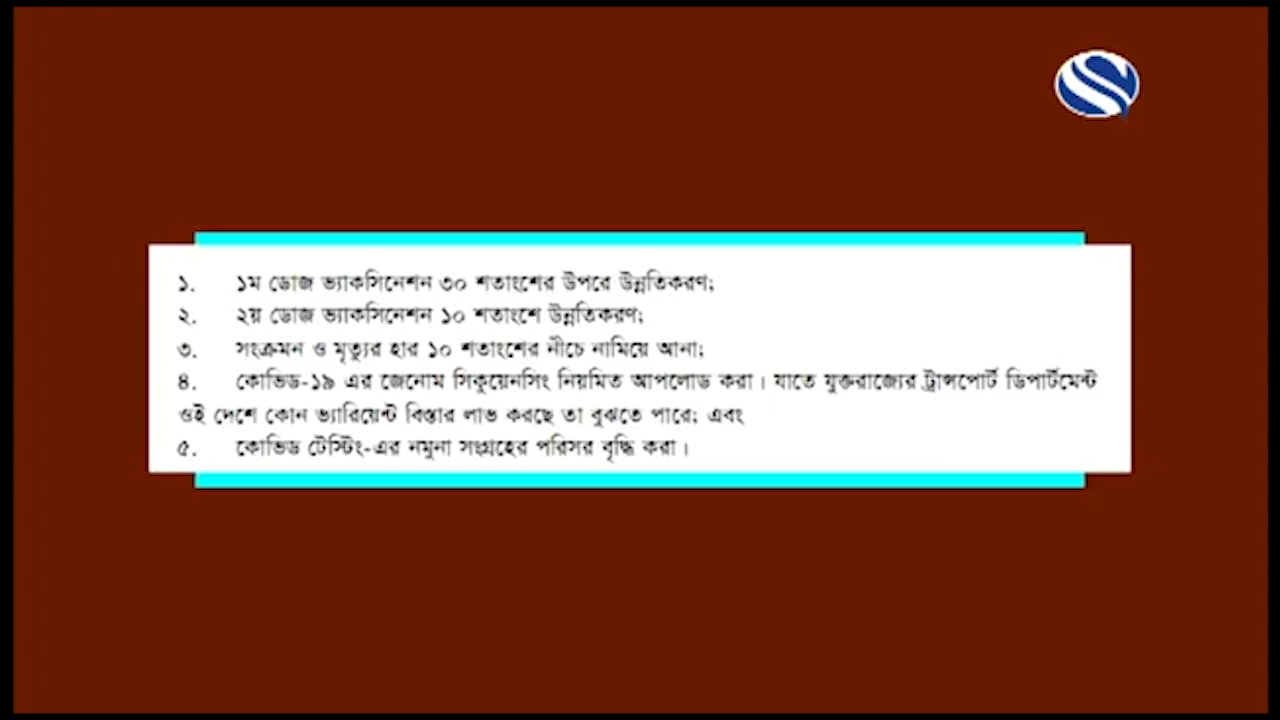 ১. ১ম ডোজ ভ্যাকসিনেশন ৩০ শতাংশের উপরে উন্নতিকরণ;
২. ২য় ডোজ ভ্যাকসিনেশন ১০ শতাংশে উন্নতিকরণ;
৩. সংক্রমন ও মৃত্যুর হার ১০ শতাংশের নীচে নামিয়ে আনা;
৪. কোভিড-১৯ এর জেনোম সিকুয়েনসিং নিয়মিত আপলোড করা। যাতে যুক্তরাজ্যের ট্রান্সপোর্ট ডিপার্টমেন্ট
ওই দেশে কোন ভ্যারিয়েন্ট বিস্তার লাভ করছে তা বুঝতে পারে; এবং
৫. কোভিড টেস্টিং-এর নমুনা সংগ্রহের পরিসর বৃদ্ধি করা।